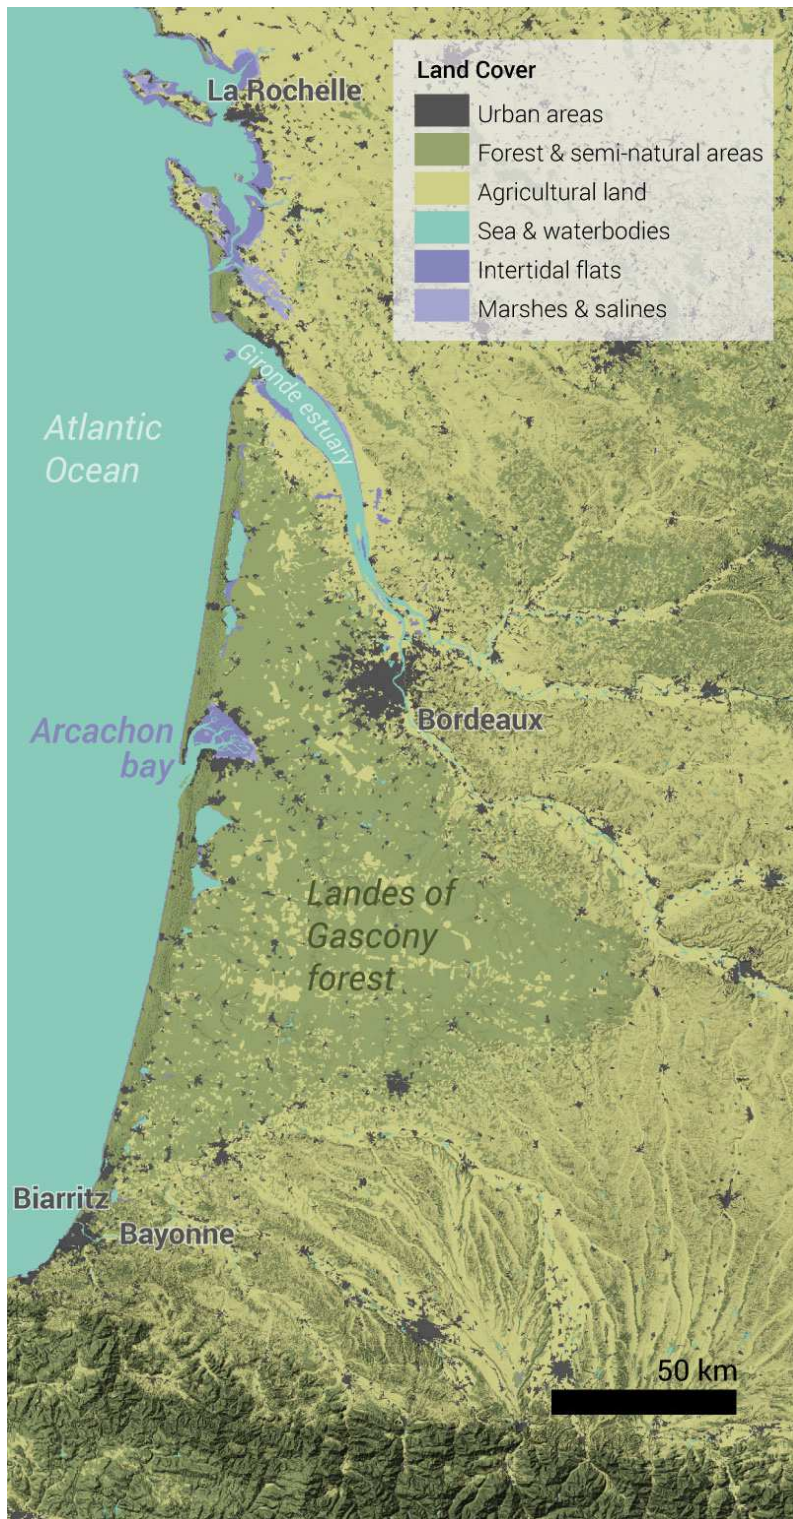 La Rochelle
Land Cover
Urban areas
Forest & semi-natural areas
Agricultural land
Sea & waterbodies
Intertidal flats
Marshes & salines
Gironde estuary
Atlantic
Ocean
Arcachon
bay
Bordeaux
Landes of
Gascony
forest
Biarritz
Bayonne
50 km